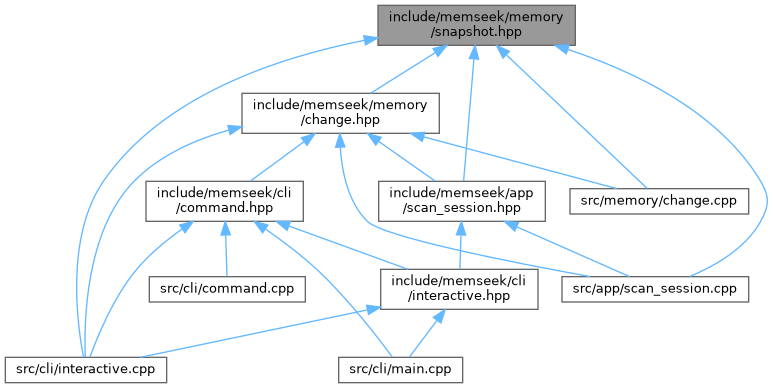 include/memseek/memory
/snapshot.hpp
include/memseek/memory
/change.hpp
include/memseek/cli
/command.hpp
include/memseek/app
/scan_session.hpp
src/memory/change.cpp
src/cli/command.cpp
include/memseek/cli
/interactive.hpp
src/app/scan_session.cpp
src/cli/interactive.cpp
src/cli/main.cpp